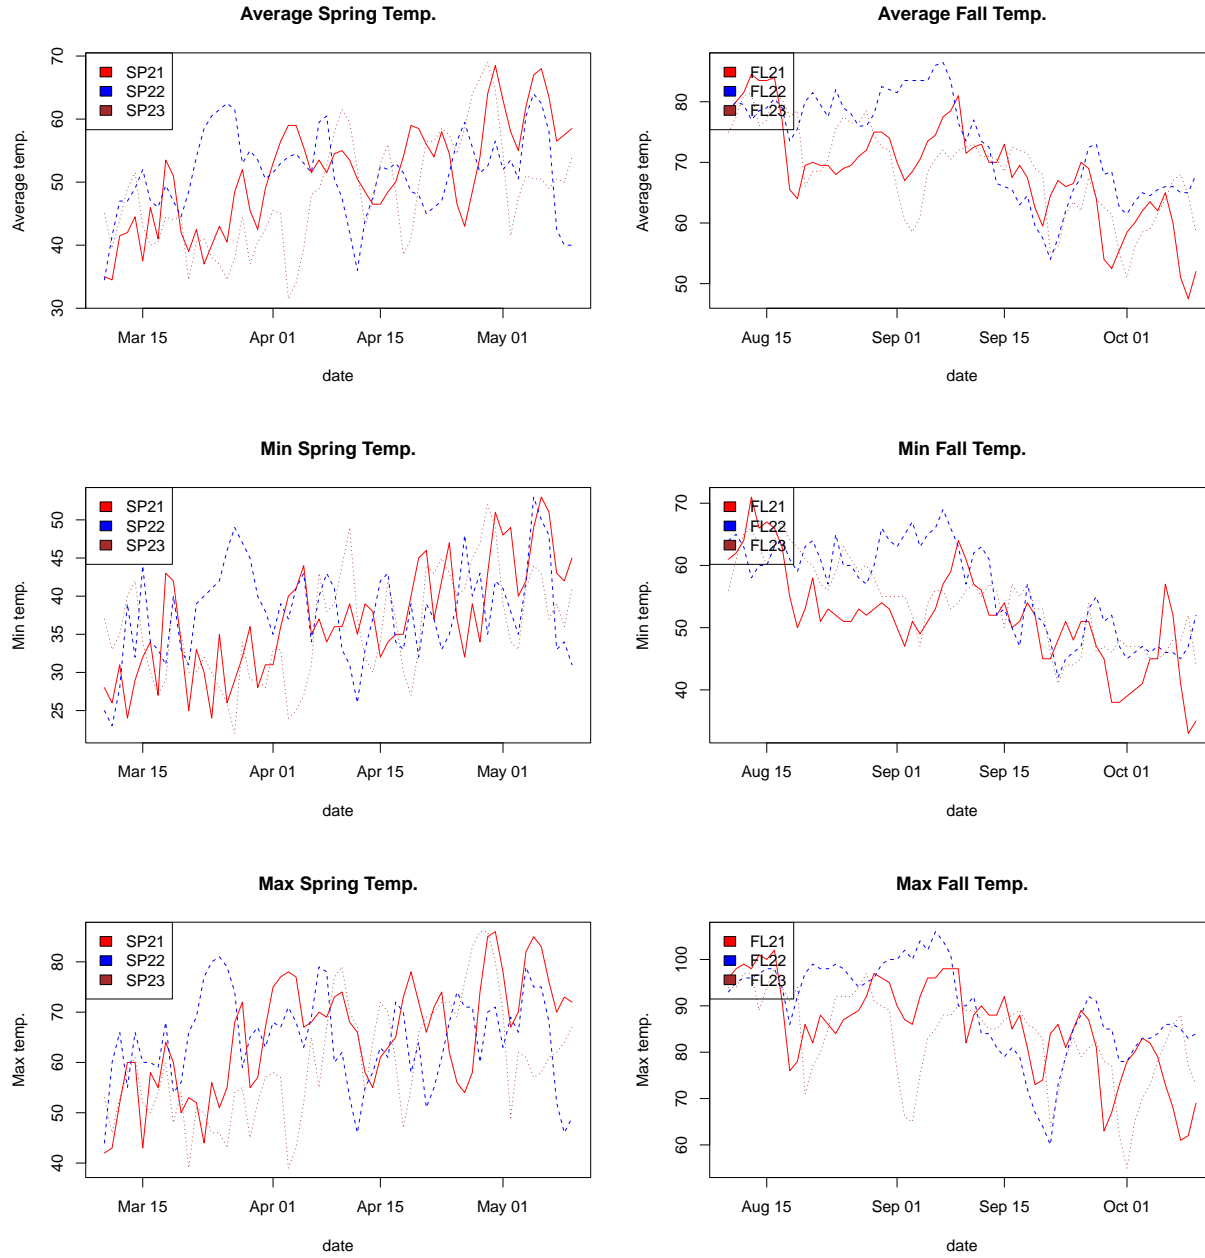 Average Spring Temp.
Average temp.
70
60
50
40
30
SP21
SP22
SP23
Mar 15
Apr 01
Apr 15
May 01
date
Average Fall Temp.
Average temp.
80
70
60
50
FL21
FL22
FL23
Aug 15
Sep 01
Sep 15
Oct 01
date
Min Spring Temp.
Min temp.
50
45
40
35
30
25
SP21
SP22
SP23
Mar 15
Apr 01
Apr 15
May 01
date
Min Fall Temp.
Min temp.
70
60
50
40
FL21
FL22
FL23
Aug 15
Sep 01
Sep 15
Oct 01
date
Max Spring Temp.
Max temp.
80
70
60
50
40
SP21
SP22
SP23
Mar 15
Apr 01
Apr 15
May 01
date
Max Fall Temp.
Max temp.
100
90
80
70
60
FL21
FL22
FL23
Aug 15
Sep 01
Sep 15
Oct 01
date